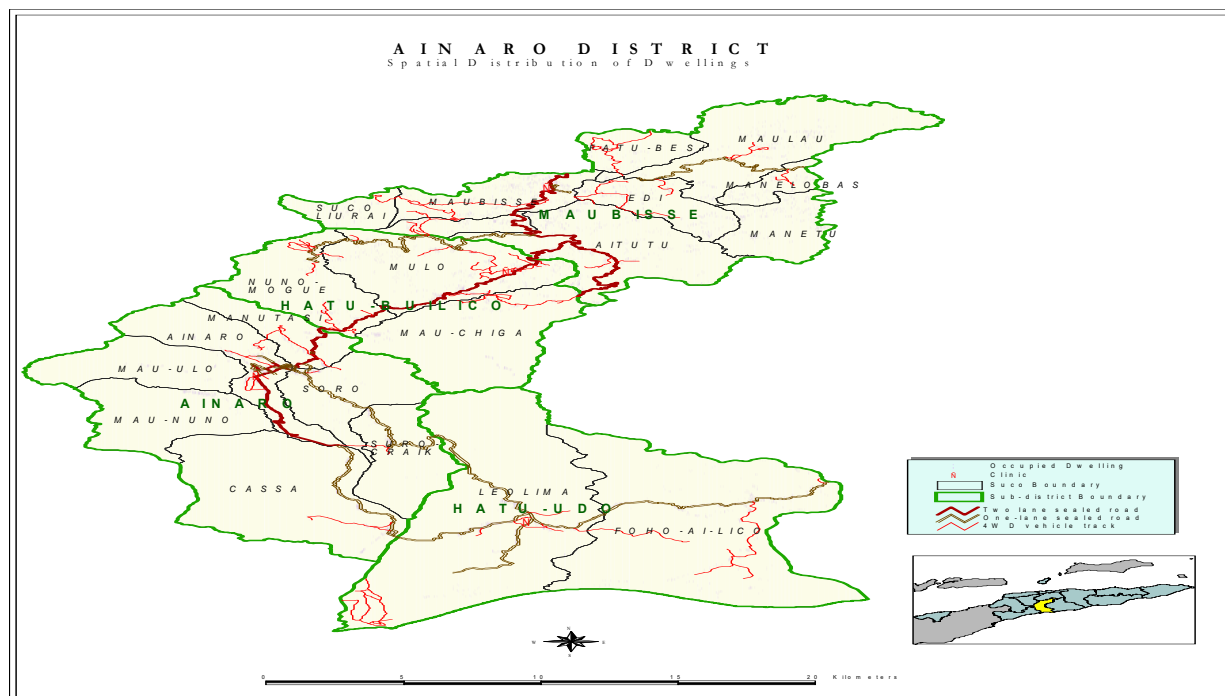 AINARO DISTRICT
Spatial Distribution of Dwellings
MAULAU
HATU-BESI
MANELOBAS
EDI
MAUBISSE
SUCO
LIURAI
MAUBISSE
MANETU
AITUTU
MULO
NUNO-
MOGUE
HATU-BUILICO
MANUTASI
MAU-CHIGA
AINARO
MAU-ULO
SORO
AINARO
MAU-NUNO
SURO-
CRAIK
CASSA
LEOLIMA
HATU-UDO
Ñ
FOHO-AI-LICO
Occupied Dwelling
Ñ Clinic
Suco Boundary
Sub-district Boundary
Two lane sealed road
One-lane sealed road
4WD vehicle track
N
W E
S
0 5 10 15 20 Kilometers